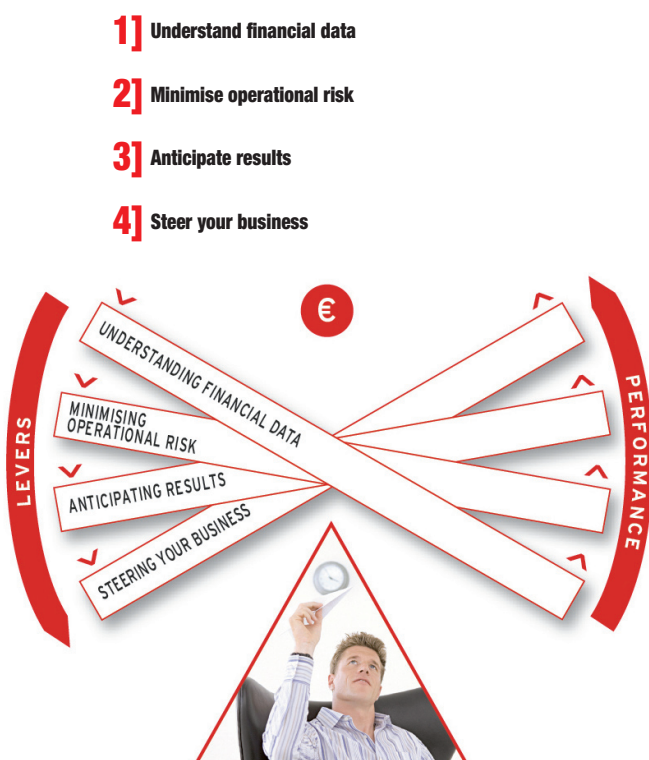 1] Understand financial data
2] Minimise operational risk
3] Anticipate results
4] Steer your business
€
LEVERS
UNDERSTANDING FINANCIAL DATA
MINIMISING
OPERATIONAL RISK
ANTICIPATING RESULTS
STEERING YOUR BUSINESS
PERFORMANCE